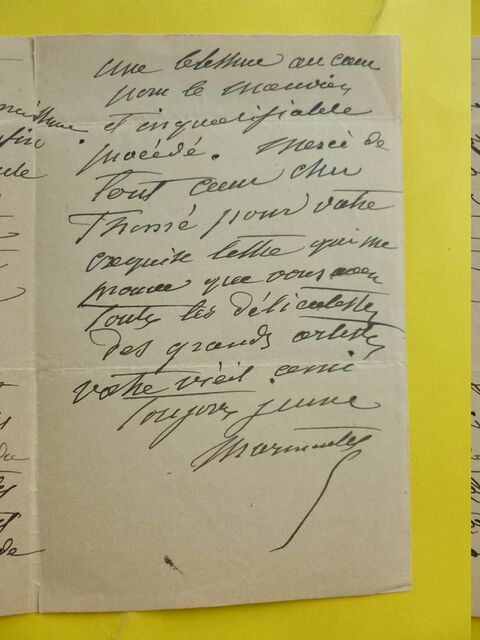 une blessure au cœur
pour le mauvais
et inqualifiable
procédé. Merci de
tout cœur cher
Thomé pour votre
exquise lettre qui me
prouve que vous avez
toutes les délicatesses
des grands artistes
votre vieil ami
toujours jeune
Marmontel